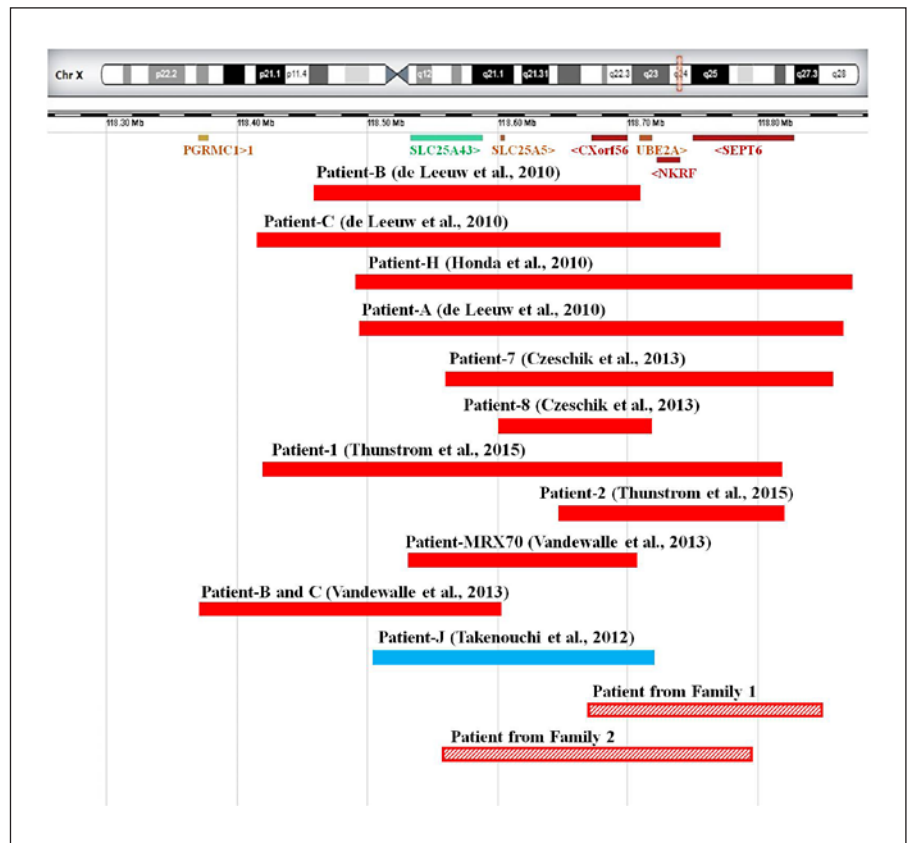 Chr X p22.2 p21.1 p11.4 q12 q21.1 q21.31 q22.3 q23 q24 q25 q27.3 q28
118.30 Mb 118.40 Mb 118.50 Mb 118.60 Mb 118.70 Mb 118.80 Mb
PGRMC1>1 SLC25A43> SLC25A5> <CXorf56 UBE2A> <SEPT6
<NKRF
Patient-B (de Leeuw et al., 2010)
Patient-C (de Leeuw et al., 2010)
Patient-H (Honda et al., 2010)
Patient-A (de Leeuw et al., 2010)
Patient-7 (Czeschik et al., 2013)
Patient-8 (Czeschik et al., 2013)
Patient-1 (Thunstrom et al., 2015)
Patient-2 (Thunstrom et al., 2015)
Patient-MRX70 (Vandewalle et al., 2013)
Patient-B and C (Vandewalle et al., 2013)
Patient-J (Takenouchi et al., 2012)
Patient from Family 1
Patient from Family 2